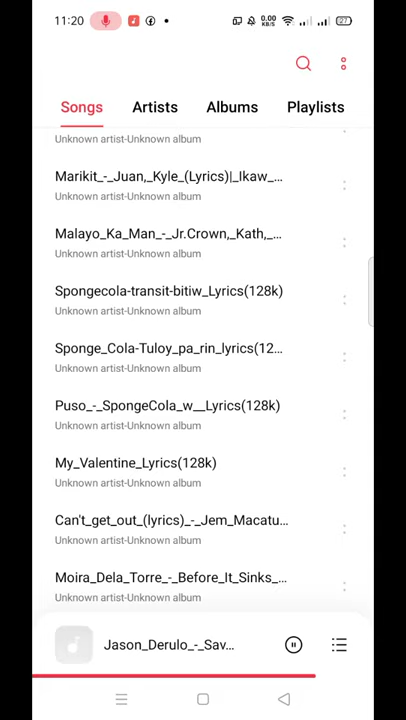 11:20
0.00
KB/S
27
Songs
Artists
Albums
Playlists
Unknown artist-Unknown album
Marikit_-_Juan,_Kyle_(Lyrics)|_Ikaw_...
Unknown artist-Unknown album
Malayo_Ka_Man_-_Jr.Crown,_Kath,_...
Unknown artist-Unknown album
Spongecola-transit-bitiw_Lyrics(128k)
Unknown artist-Unknown album
Sponge_Cola-Tuloy_pa_rin_lyrics(12...
Unknown artist-Unknown album
Puso_-_SpongeCola_w__Lyrics(128k)
Unknown artist-Unknown album
My_Valentine_Lyrics(128k)
Unknown artist-Unknown album
Can't_get_out_(lyrics)_-_Jem_Macatu...
Unknown artist-Unknown album
Moira_Dela_Torre_-_Before_It_Sinks_...
Unknown artist-Unknown album
Jason_Derulo_-_Sav...